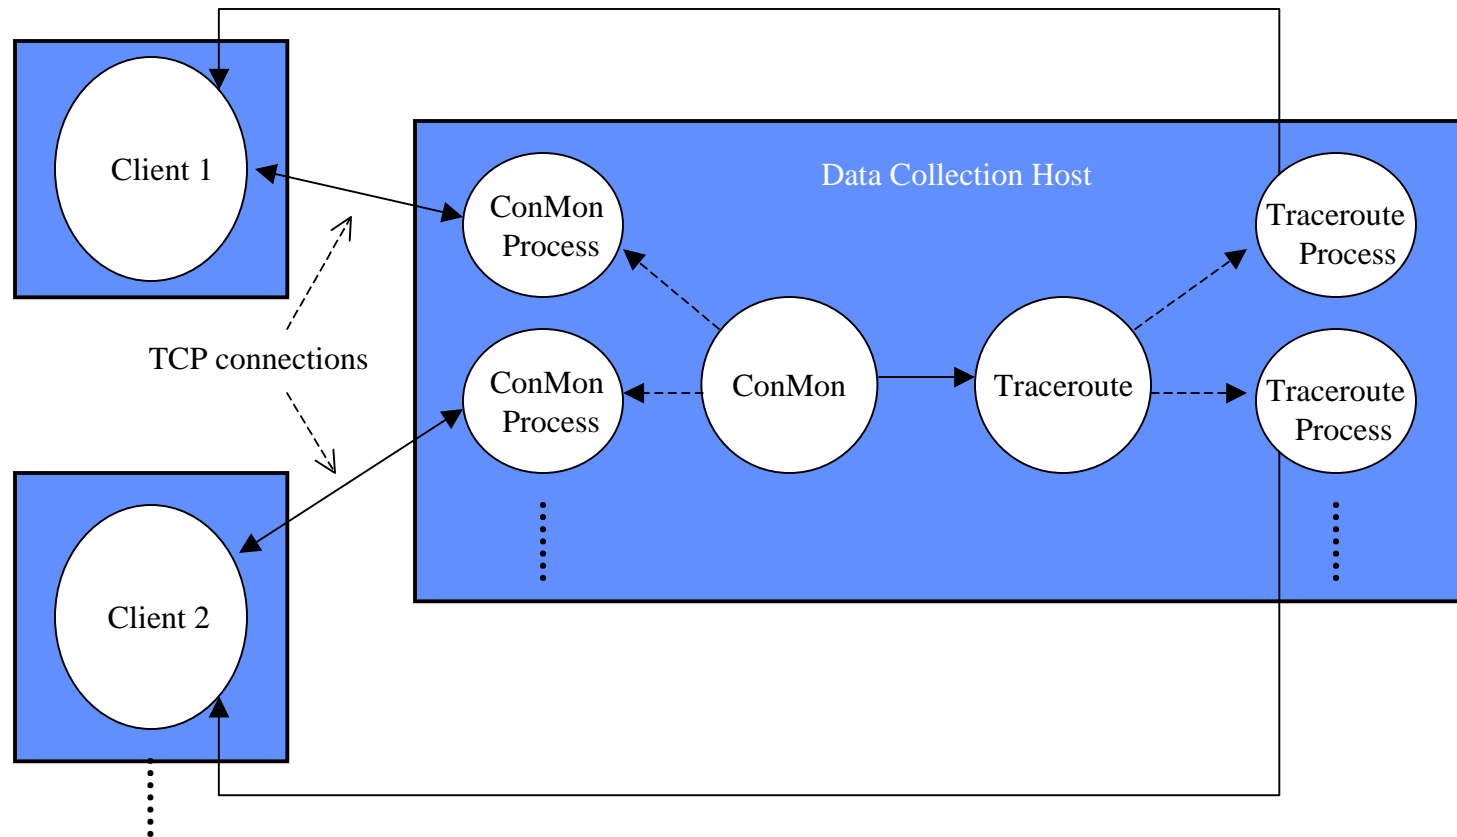 Client 1
Data Collection Host
ConMon
Process
Traceroute
Process
TCP connections
ConMon
Process
ConMon
Traceroute
Traceroute
Process
Client 2